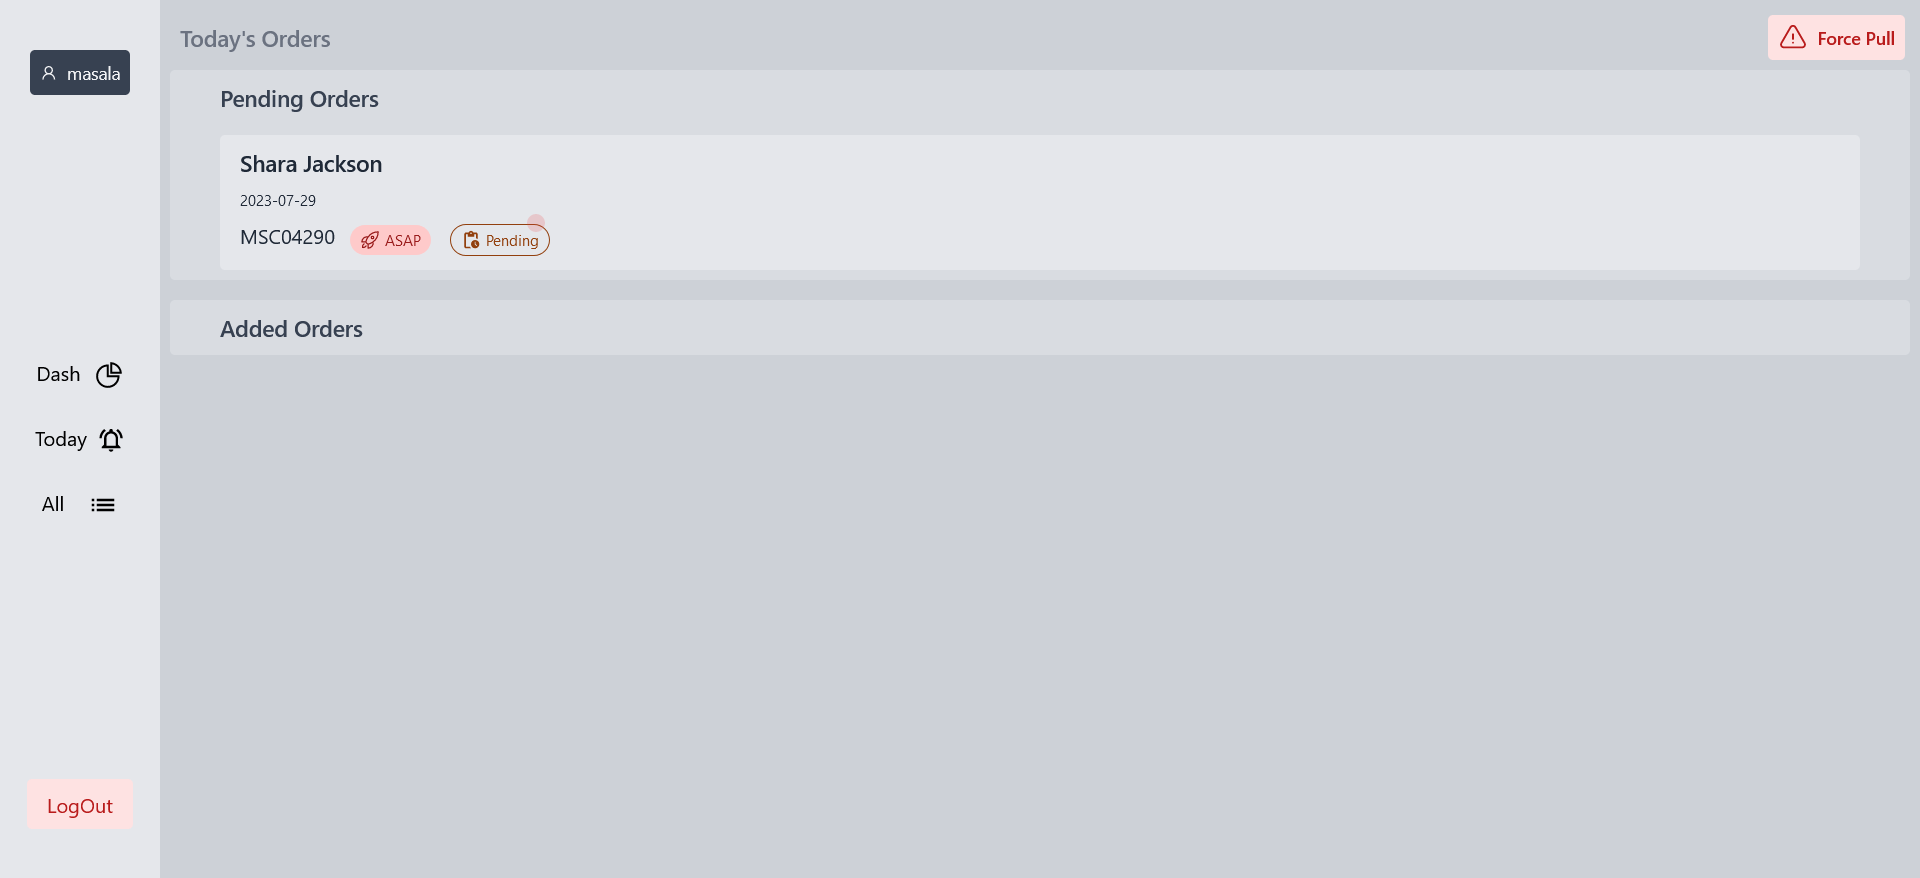 masala
Dash
Today
All
LogOut
Today's Orders
Force Pull
Pending Orders
Shara Jackson
2023-07-29
MSC04290 ASAP Pending
Added Orders